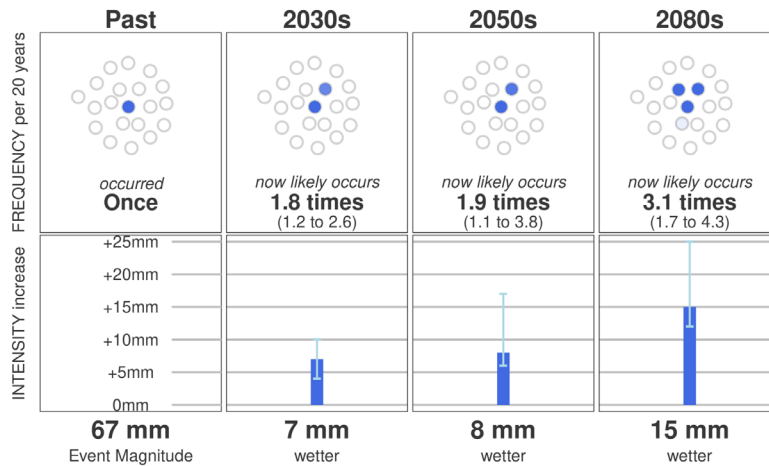 Past
2030s
2050s
2080s
FREQUENCY per 20 years
occurred
Once
now likely occurs
1.8 times
(1.2 to 2.6)
now likely occurs
1.9 times
(1.1 to 3.8)
now likely occurs
3.1 times
(1.7 to 4.3)
INTENSITY increase
+25mm
+20mm
+15mm
+10mm
+5mm
0mm
67 mm
Event Magnitude
7 mm
wetter
8 mm
wetter
15 mm
wetter